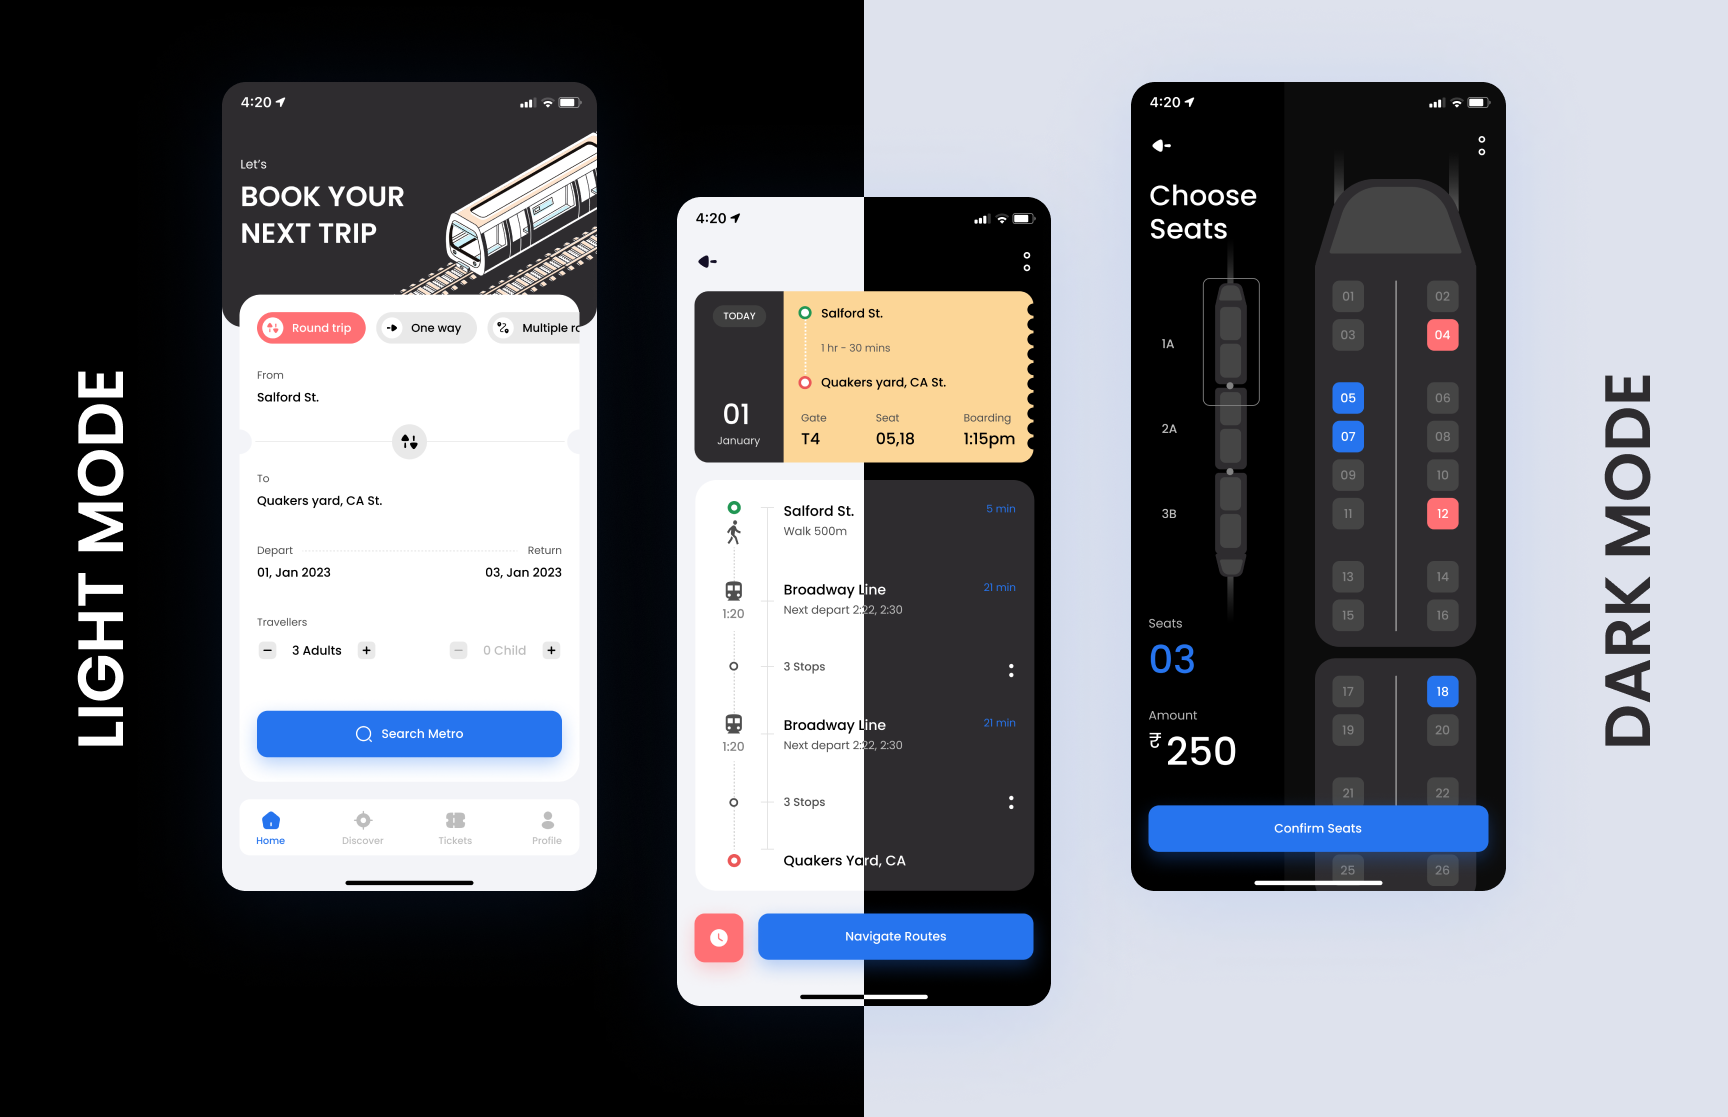 LIGHT MODE
4:20
Let's
BOOK YOUR
NEXT TRIP
Round trip
One way
Multiple ro
From
Salford St.
To
Quakers yard, CA St.
Depart
Return
01, Jan 2023
03, Jan 2023
Travellers
3 Adults
0 Child
Search Metro
Home
Discover
Tickets
Profile
4:20
TODAY
01
January
Salford St.
1 hr - 30 mins
Quakers yard, CA St.
Gate
Seat
Boarding
T4
05,18
1:15pm
Salford St.
5 min
Walk 500m
Broadway Line
21 min
1:20
Next depart 2:22, 2:30
3 Stops
Broadway Line
21 min
1:20
Next depart 2:22, 2:30
3 Stops
Quakers Yard, CA
Navigate Routes
4:20
Choose
Seats
1A
2A
3B
Seats
03
Amount
₹250
01
02
03
04
05
06
07
08
09
10
11
12
13
14
15
16
17
18
19
20
21
22
Confirm Seats
25
26
DARK MODE